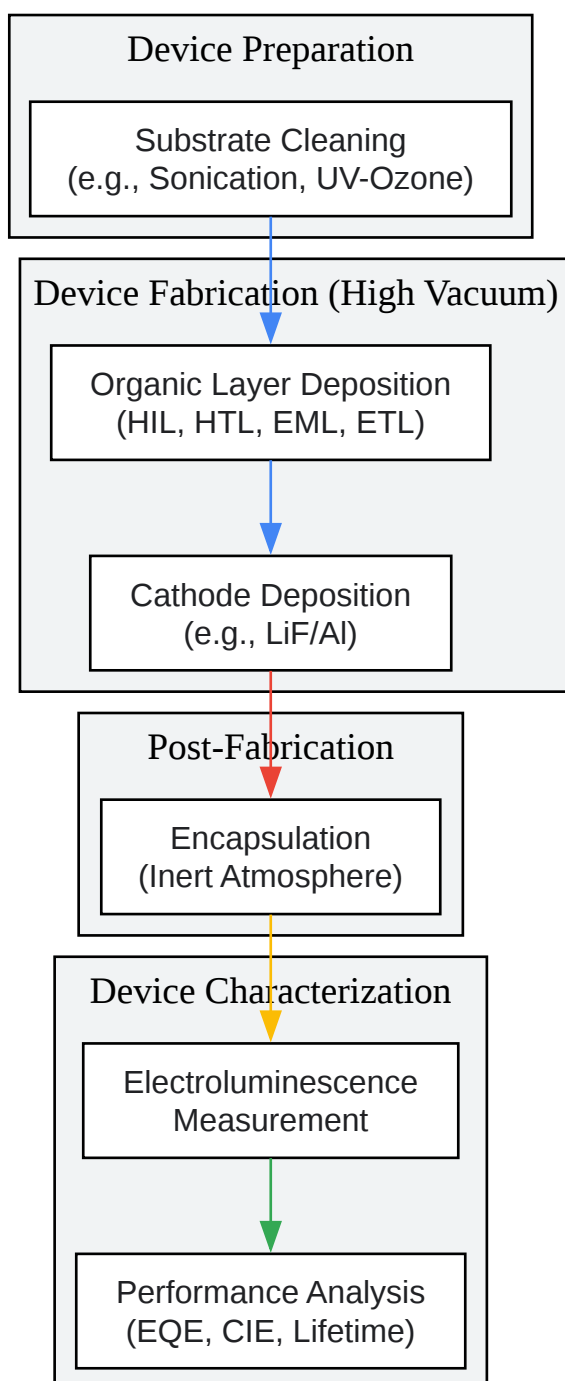 Device Preparation
Substrate Cleaning
(e.g., Sonication, UV-Ozone)
Device Fabrication (High Vacuum)
Organic Layer Deposition
(HIL, HTL, EML, ETL)
Cathode Deposition
(e.g., LiF/Al)
Post-Fabrication
Encapsulation
(Inert Atmosphere)
Device Characterization
Electroluminescence
Measurement
Performance Analysis
(EQE, CIE, Lifetime)